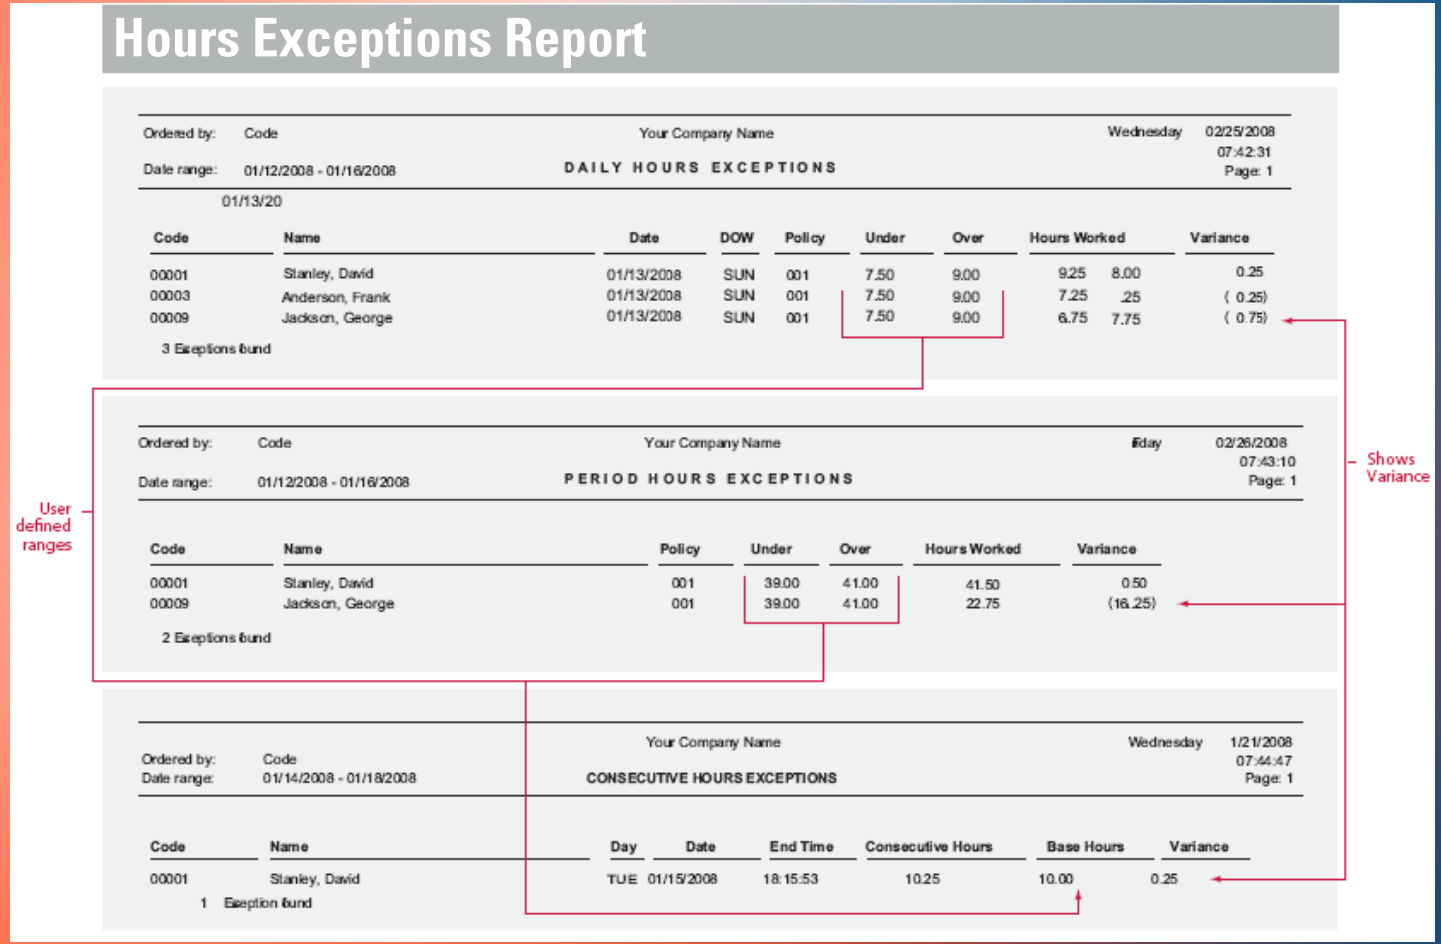 Hours Exceptions Report
Ordered by: Code Your Company Name Wednesday 02/25/2008
07:42:31
Date range: 01/12/2008 - 01/16/2008 DAILY HOURS EXCEPTIONS Page: 1
01/13/20
Code Name Date DOW Policy Under Over Hours Worked Variance
00001 Stanley, David 01/13/2008 SUN 001 7.50 9.00 9.25 8.00 0.25
00003 Anderson, Frank 01/13/2008 SUN 001 7.50 9.00 7.25 .25 ( 0.25)
00009 Jackson, George 01/13/2008 SUN 001 7.50 9.00 6.75 7.75 ( 0.75)
3
Ordered by: Code Your Company Name 02/26/2008
07:43:10
Date range: 01/12/2008 - 01/16/2008 PERIOD HOURS EXCEPTIONS Page: 1
Shows
Variance
User
defined
ranges
Code Name Policy Under Over Hours Worked Variance
00001 Stanley, David 001 39.00 41.00 41.50 0.50
00009 Jackson, George 001 39.00 41.00 22.75 (16.25)
2
Your Company Name Wednesday 1/21/2008
Ordered by: Code 07:44:47
Date range: 01/14/2008 - 01/18/2008 CONSECUTIVE HOURS EXCEPTIONS Page: 1
Code Name Day Date End Time Consecutive Hours Base Hours Variance
00001 Stanley, David TUE 01/15/2008 18:15:53 10.25 10.00 0.25
1